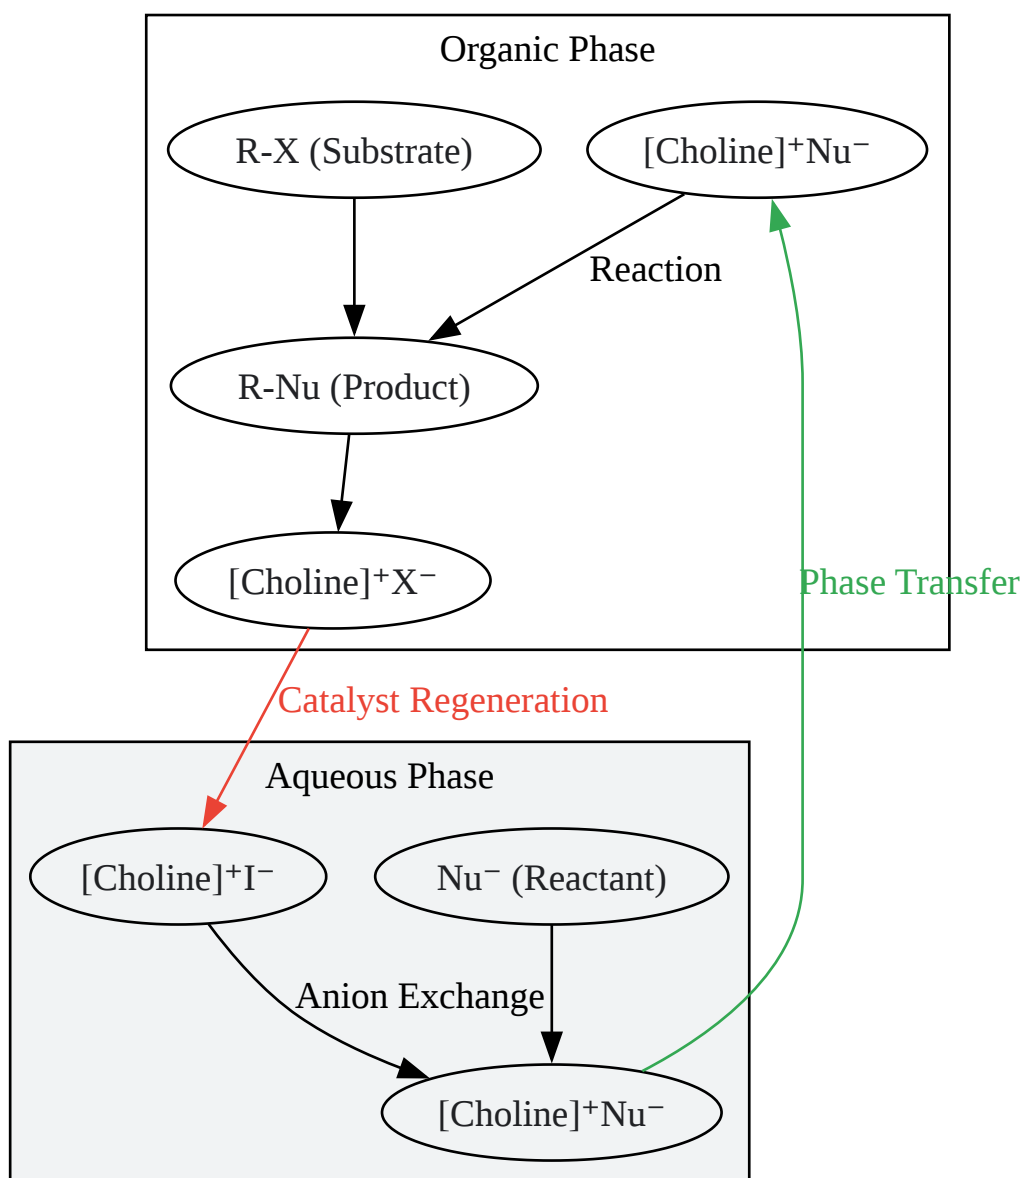 Organic Phase
R-X (Substrate)
[Choline]⁺Nu⁻
Reaction
R-Nu (Product)
[Choline]⁺X⁻
Phase Transfer
Catalyst Regeneration
Aqueous Phase
[Choline]⁺I⁻
Nu⁻ (Reactant)
Anion Exchange
[Choline]⁺Nu⁻